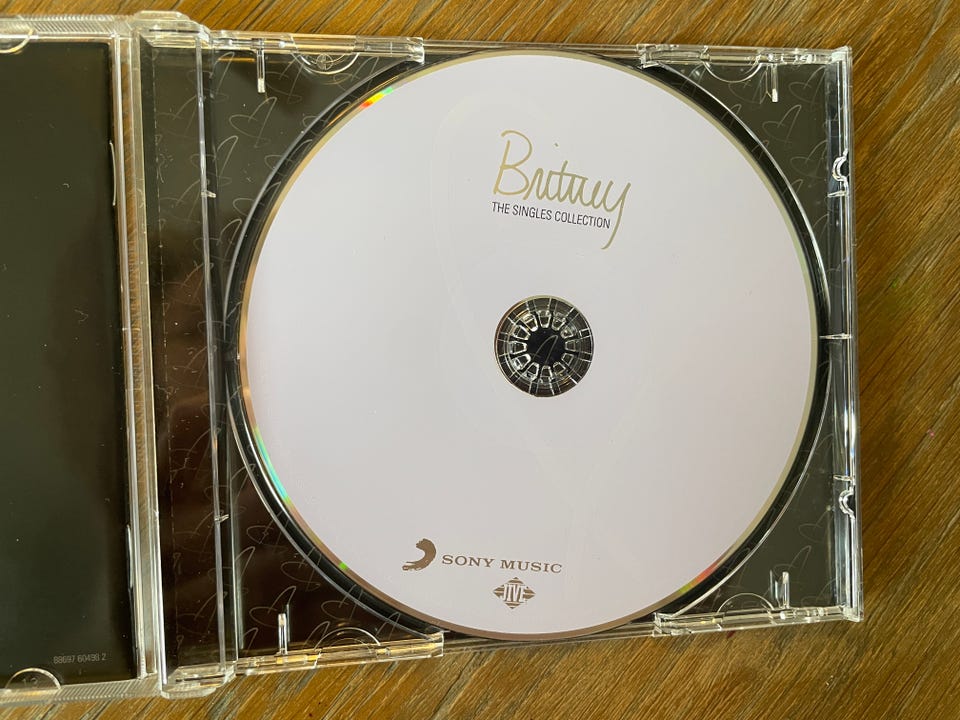 Britney
THE SINGLES COLLECTION
SONY MUSIC
JIVE
88697 60498 2